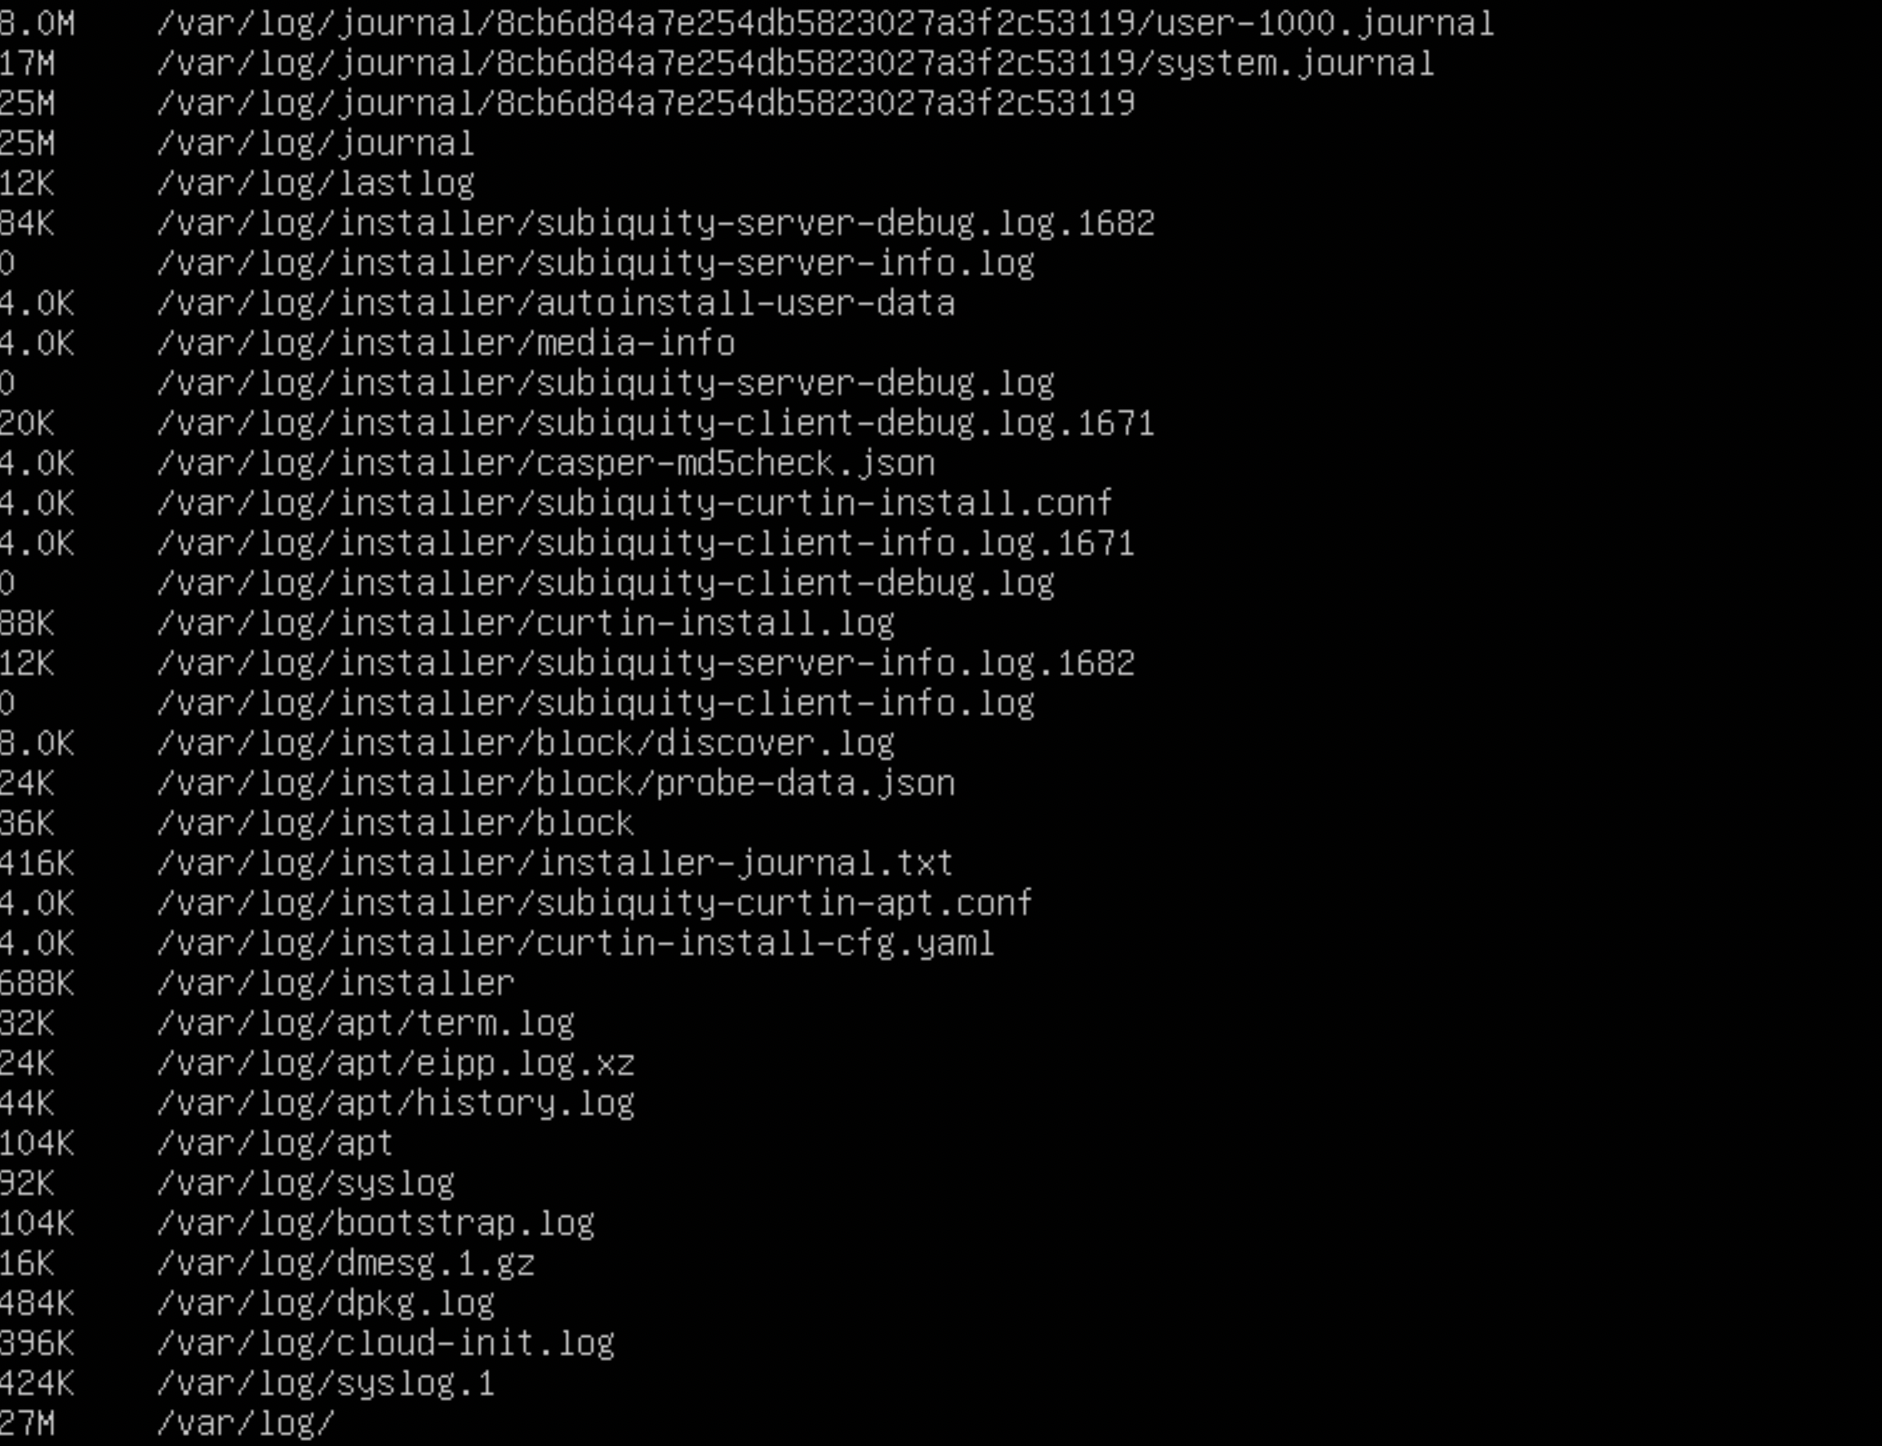 8.0M /var/log/journal/8cb6d84a7e254db5823027a3f2c53119/user-1000.journal
17M /var/log/journal/8cb6d84a7e254db5823027a3f2c53119/system.journal
25M /var/log/journal/8cb6d84a7e254db5823027a3f2c53119
25M /var/log/journal
12K /var/log/lastlog
84K /var/log/installer/subiquity-server-debug.log.1682
0 /var/log/installer/subiquity-server-info.log
4.0K /var/log/installer/autoinstall-user-data
4.0K /var/log/installer/media-info
0 /var/log/installer/subiquity-server-debug.log
20K /var/log/installer/subiquity-client-debug.log.1671
4.0K /var/log/installer/casper-md5check.json
4.0K /var/log/installer/subiquity-curtin-install.conf
4.0K /var/log/installer/subiquity-client-info.log.1671
0 /var/log/installer/subiquity-client-debug.log
88K /var/log/installer/curtin-install.log
12K /var/log/installer/subiquity-server-info.log.1682
0 /var/log/installer/subiquity-client-info.log
8.0K /var/log/installer/block/discover.log
24K /var/log/installer/block/probe-data.json
36K /var/log/installer/block
416K /var/log/installer/installer-journal.txt
4.0K /var/log/installer/subiquity-curtin-apt.conf
4.0K /var/log/installer/curtin-install-cfg.yaml
688K /var/log/installer
32K /var/log/apt/term.log
24K /var/log/apt/eipp.log.xz
44K /var/log/apt/history.log
104K /var/log/apt
92K /var/log/syslog
104K /var/log/bootstrap.log
16K /var/log/dmesg.1.gz
484K /var/log/dpkg.log
396K /var/log/cloud-init.log
424K /var/log/syslog.1
27M /var/log/